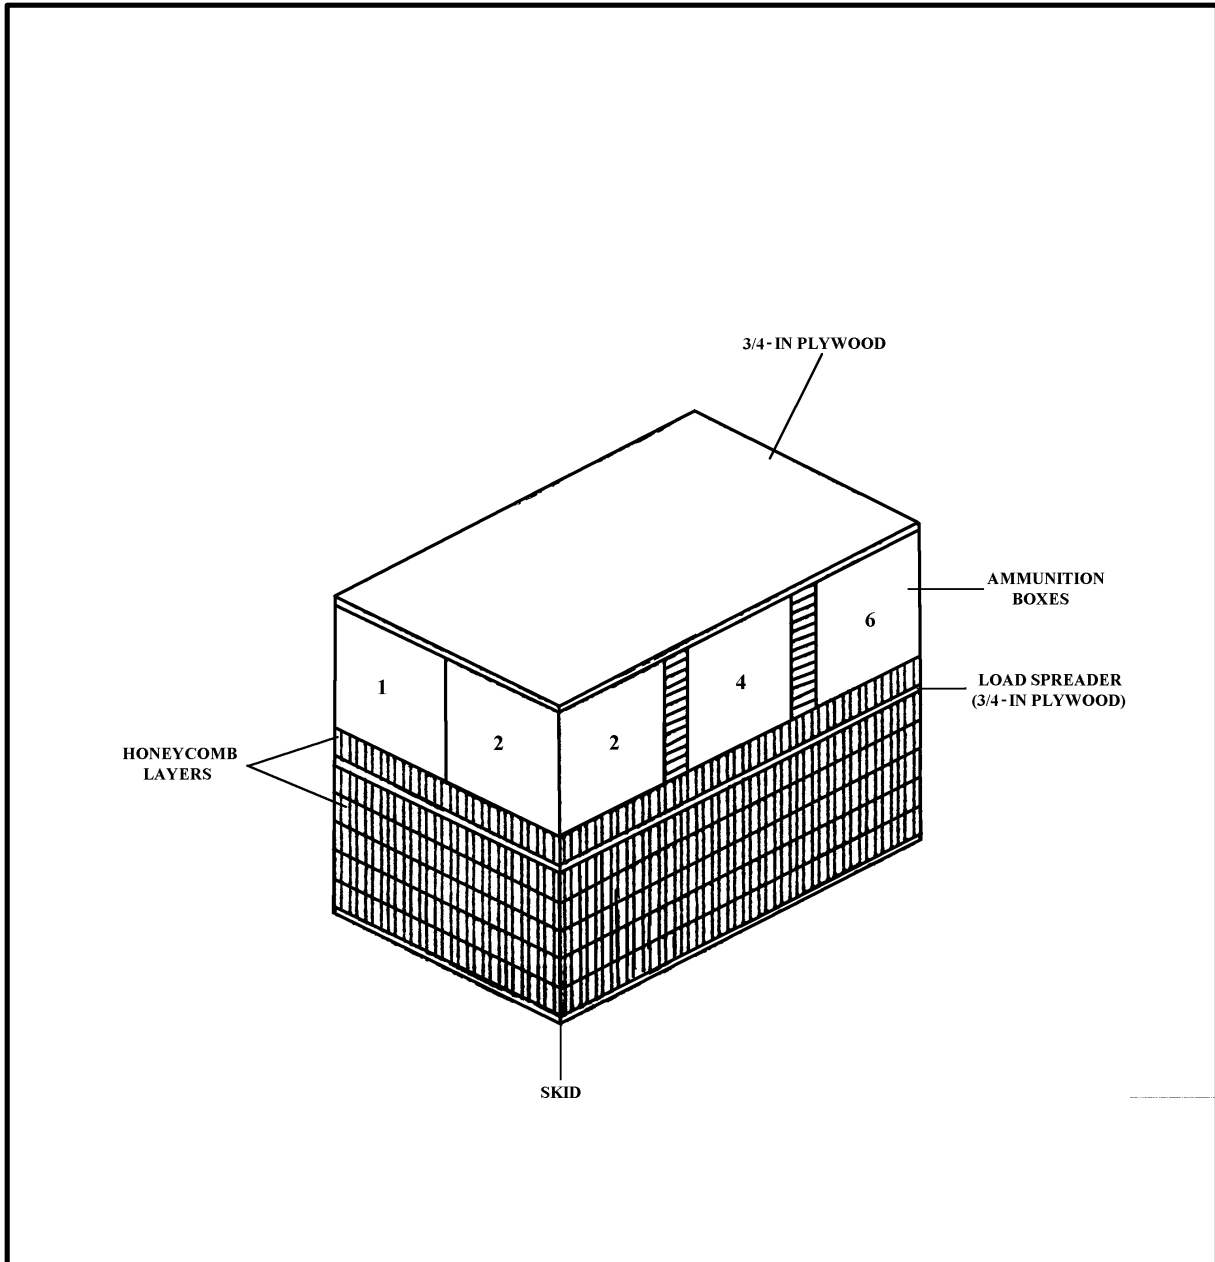 3/4-IN PLYWOOD
AMMUNITION
BOXES
6
LOAD SPREADER
(3/4-IN PLYWOOD)
4
1
2
2
HONEYCOMB
LAYERS
SKID